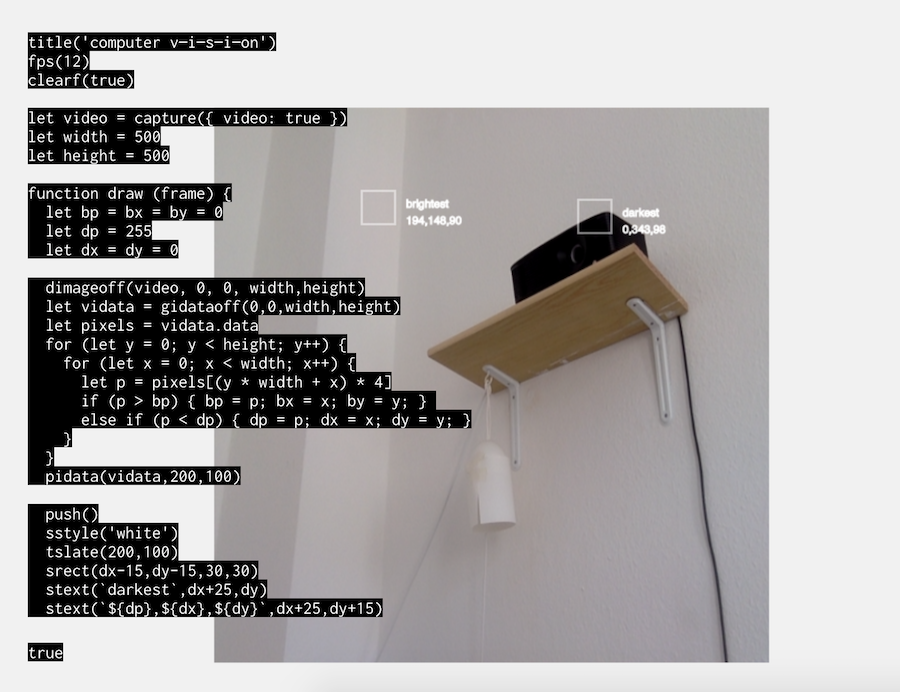 title('computer v-i-s-i-on')
fps(12)
clearf(true)
let video = capture({ video: true })
let width = 500
let height = 500
function draw (frame) {
let bp = bx = by = 0
let dp = 255
let dx = dy = 0
dimageoff(video, 0, 0, width,height)
let vidata = gidataoff(0,0,width,height)
let pixels = vidata.data
for (let y = 0; y < height; y++) {
for (let x = 0; x < width; x++) {
let p = pixels[(y * width + x) * 4]
if (p > bp) { bp = p; bx = x; by = y; }
else if (p < dp) { dp = p; dx = x; dy = y; }
}
}
pidata(vidata,200,100)
push()
sstyle('white')
tslate(200,100)
srect(dx-15,dy-15,30,30)
stext(`darkest`,dx+25,dy)
stext(`${dp},${dx},${dy}`,dx+25,dy+15)
true
brightest
194,148,90
darkest
0,343,98